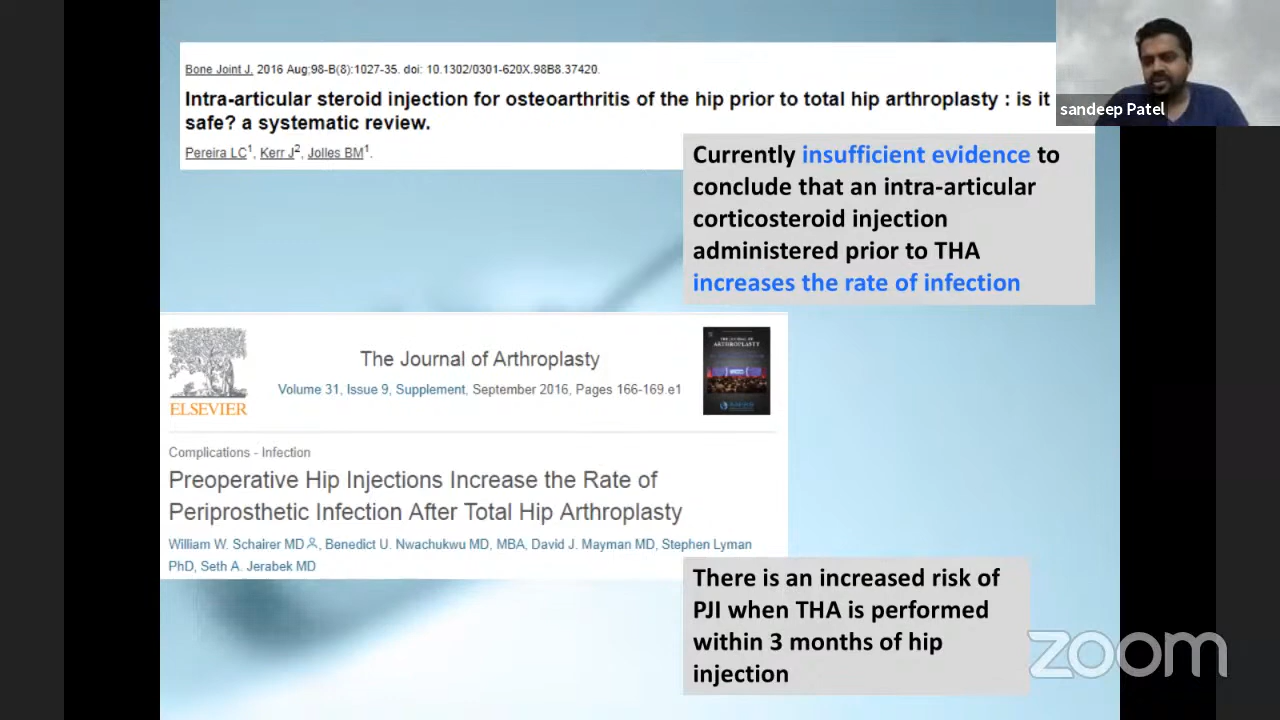 Bone Joint J. 2016 Aug;98-B(8):1027-35. doi: 10.1302/0301-620X.98B8.37420.
Intra-articular steroid injection for osteoarthritis of the hip prior to total hip arthroplasty : is it
safe? a systematic review.
Pereira LC1, Kerr J2, Jolles BM1.
sandeep Patel
Currently insufficient evidence to
conclude that an intra-articular
corticosteroid injection
administered prior to THA
increases the rate of infection
ELSEVIER
The Journal of Arthroplasty
Volume 31, Issue 9, Supplement, September 2016, Pages 166-169.e1
THE JOURNAL OF
ARTHROPLASTY
Complications - Infection
Preoperative Hip Injections Increase the Rate of
Periprosthetic Infection After Total Hip Arthroplasty
William W. Schairer MD, Benedict U. Nwachukwu MD, MBA, David J. Mayman MD, Stephen Lyman
PhD, Seth A. Jerabek MD
There is an increased risk of
PJI when THA is performed
within 3 months of hip
injection
zoom